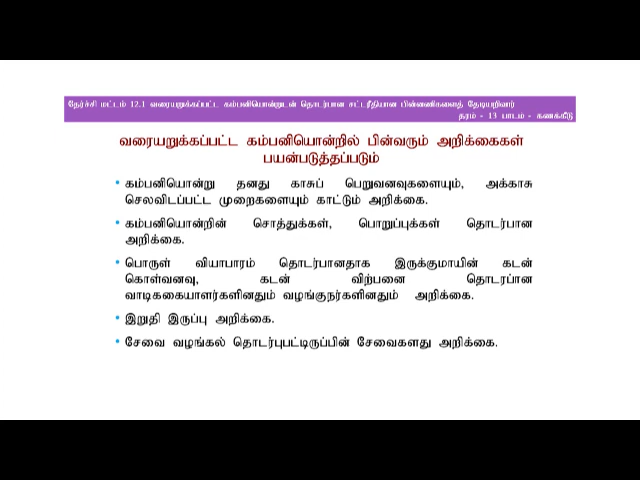 தேர்ச்சி மட்டம் 12.1 வரையறுக்கப்பட்ட கம்பனியொன்றுடன் தொடர்பான சட்டரீதியான பின்னணிகளைத் தேடியறிவார்
தரம் - 13 பாடம் - கணக்கீடு
வரையறுக்கப்பட்ட கம்பனியொன்றில் பின்வரும் அறிக்கைகள்
பயன்படுத்தப்படும்
• கம்பனியொன்று தனது காசுப் பெறுவனவுகளையும், அக்காசு
செலவிடப்பட்ட முறைகளையும் காட்டும் அறிக்கை.
• கம்பனியொன்றின் சொத்துக்கள், பொறுப்புக்கள் தொடர்பான
அறிக்கை.
• பொருள் வியாபாரம் தொடர்பானதாக இருக்குமாயின் கடன்
கொள்வனவு, கடன் விற்பனை தொடரப்ான
வாடிககையாளர்களினதும் வழங்குநர்களினதும் அறிக்கை.
• இறுதி இருப்பு அறிக்கை.
• சேவை வழங்கல் தொடர்புபட்டிருப்பின் சேவைகளது அறிக்கை.